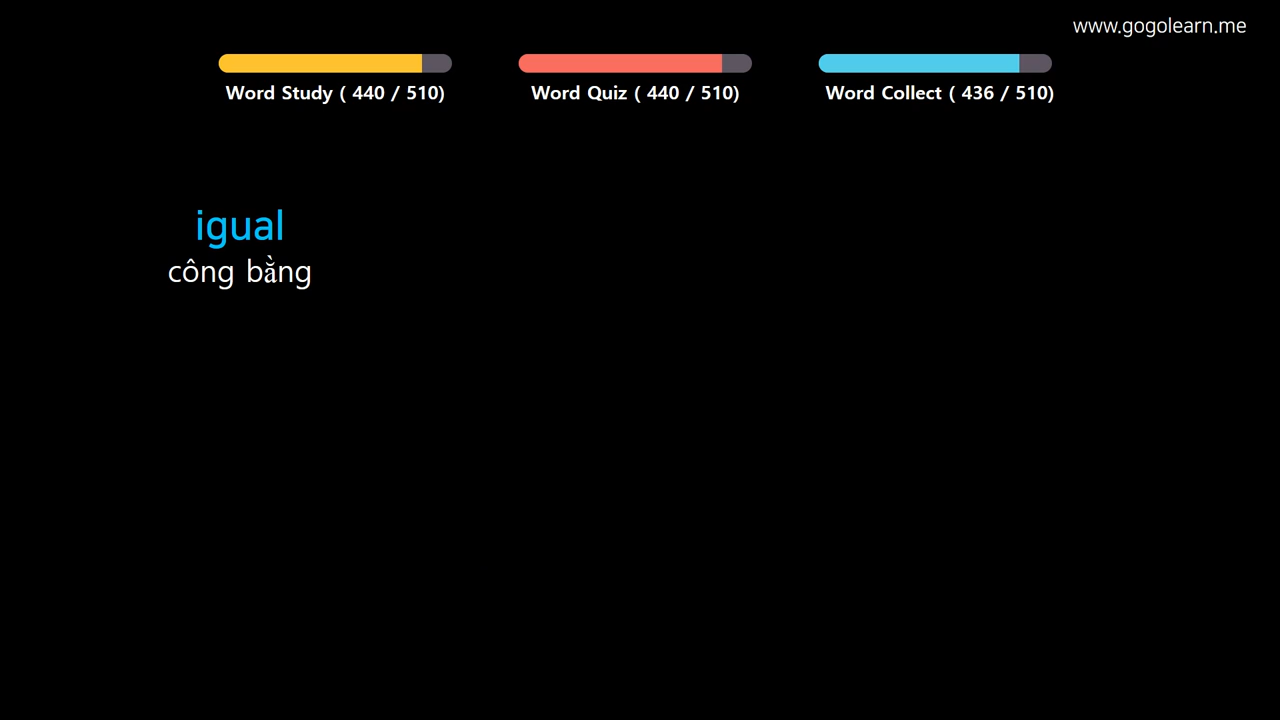 www.gogolearn.me
Word Study ( 440 / 510)
Word Quiz ( 440 / 510)
Word Collect ( 436 / 510)
igual
công bằng